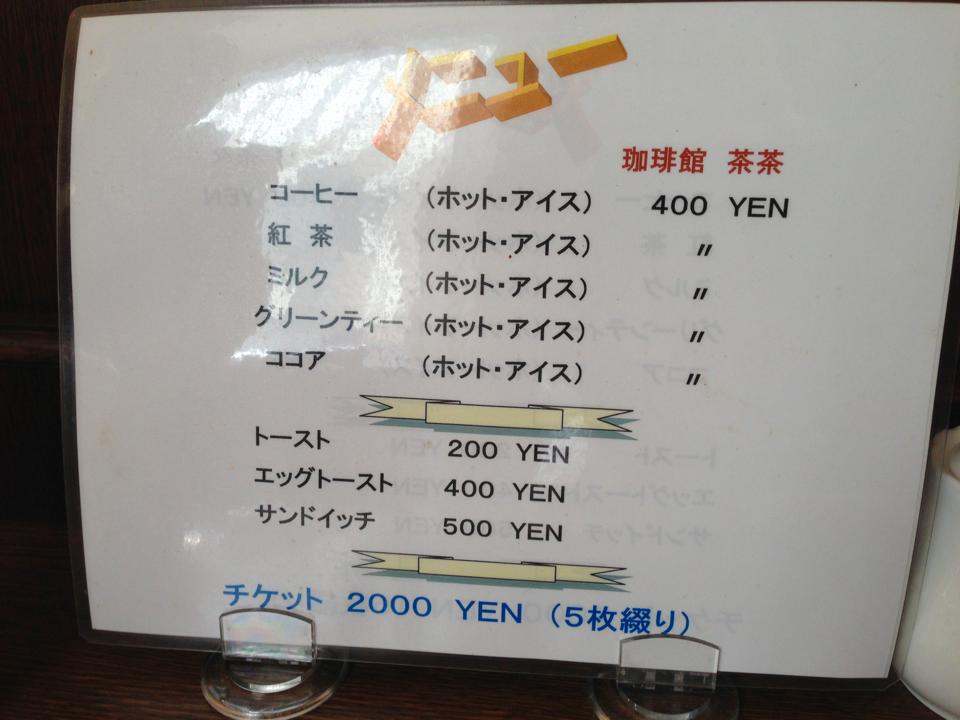 メニュー
珈琲館 茶茶
コーヒー (ホット・アイス) 400 YEN
紅 茶 (ホット・アイス) 〃
ミルク (ホット・アイス) 〃
グリーンティー (ホット・アイス) 〃
ココア (ホット・アイス) 〃
トースト 200 YEN
エッグトースト 400 YEN
サンドイッチ 500 YEN
チケット 2000 YEN (5枚綴り)